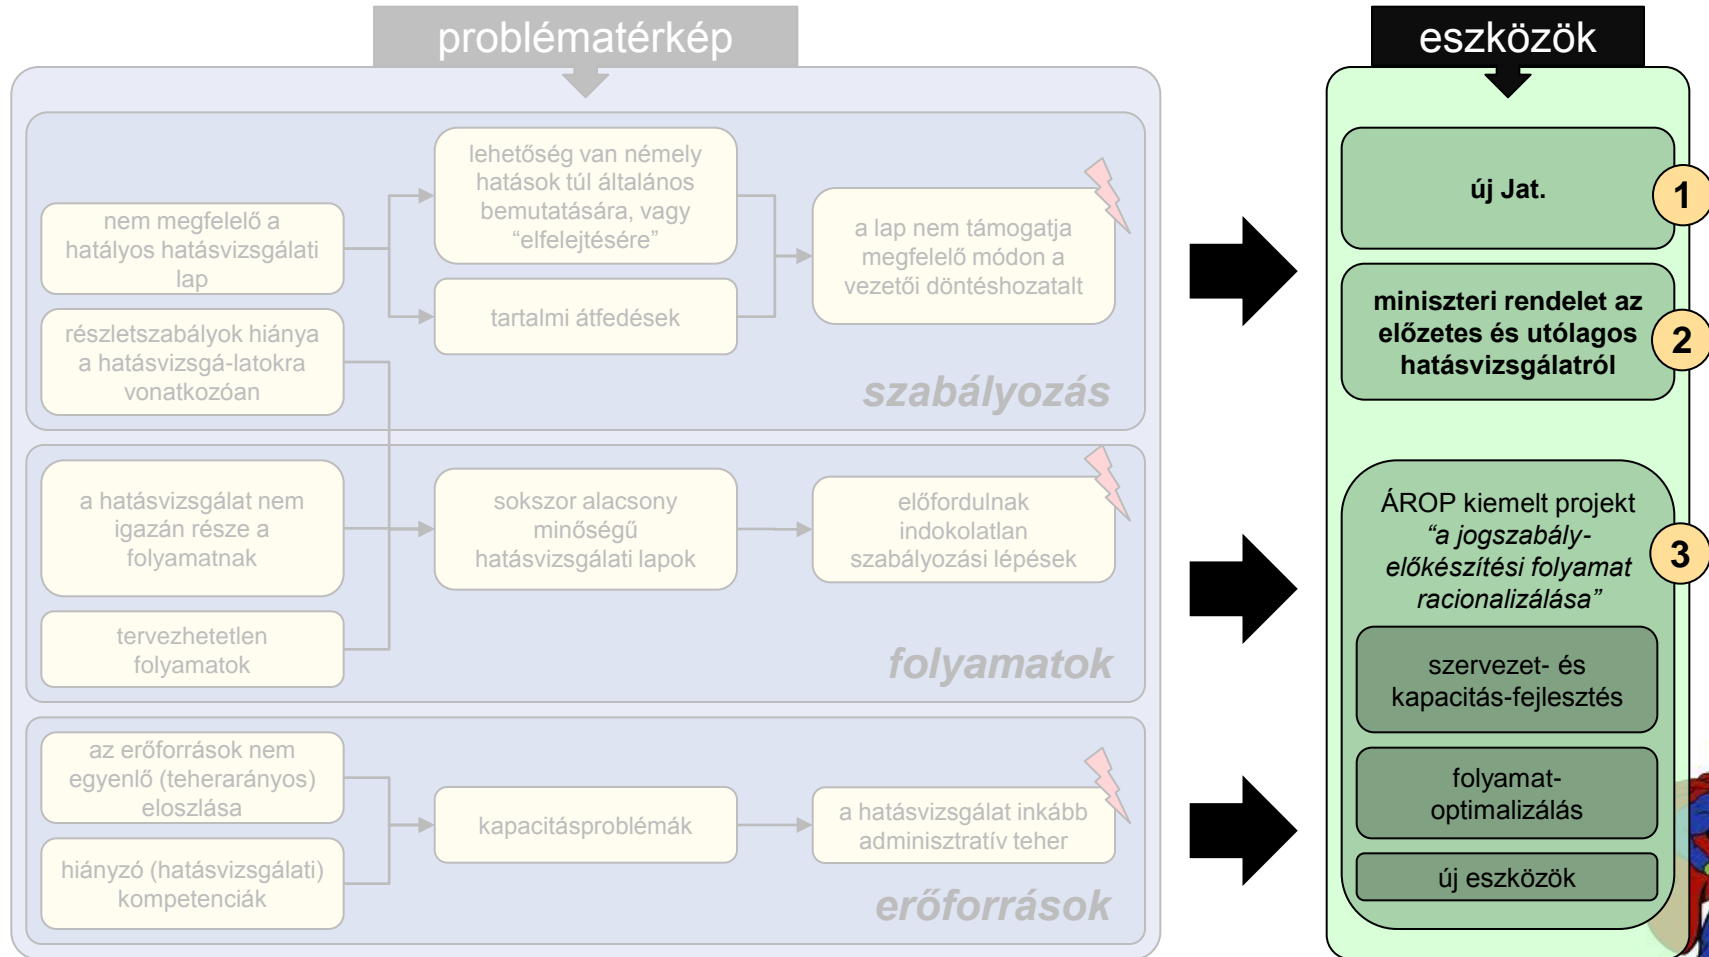 problématérkép
nem megfelelő a
hatályos hatásvizsgálati
lap
lehetőség van némely
hatások túl általános
bemutatására, vagy
“elfelejtésére”
tartalmi átfedések
a lap nem támogatja
megfelelő módon a
vezetői döntéshozatalt
részletszabályok hiánya
a hatásvizsgá-latokra
vonatkozóan
szabályozás
a hatásvizsgálat nem
igazán része a
folyamatnak
sokszor alacsony
minőségű
hatásvizsgálati lapok
előfordulnak
indokolatlan
szabályozási lépések
tervezhetetlen
folyamatok
folyamatok
az erőforrások nem
egyenlő (teherarányos)
eloszlása
kapacitásproblémák
a hatásvizsgálat inkább
adminisztratív teher
hiányzó (hatásvizsgálati)
kompetenciák
erőforrások
eszközök
új Jat.
1
miniszteri rendelet az
előzetes és utólagos
hatásvizsgálatról
2
ÁROP kiemelt projekt
“a jogszabály-
előkészítési folyamat
racionalizálása”
3
szervezet- és
kapacitás-fejlesztés
folyamat-
optimalizálás
új eszközök